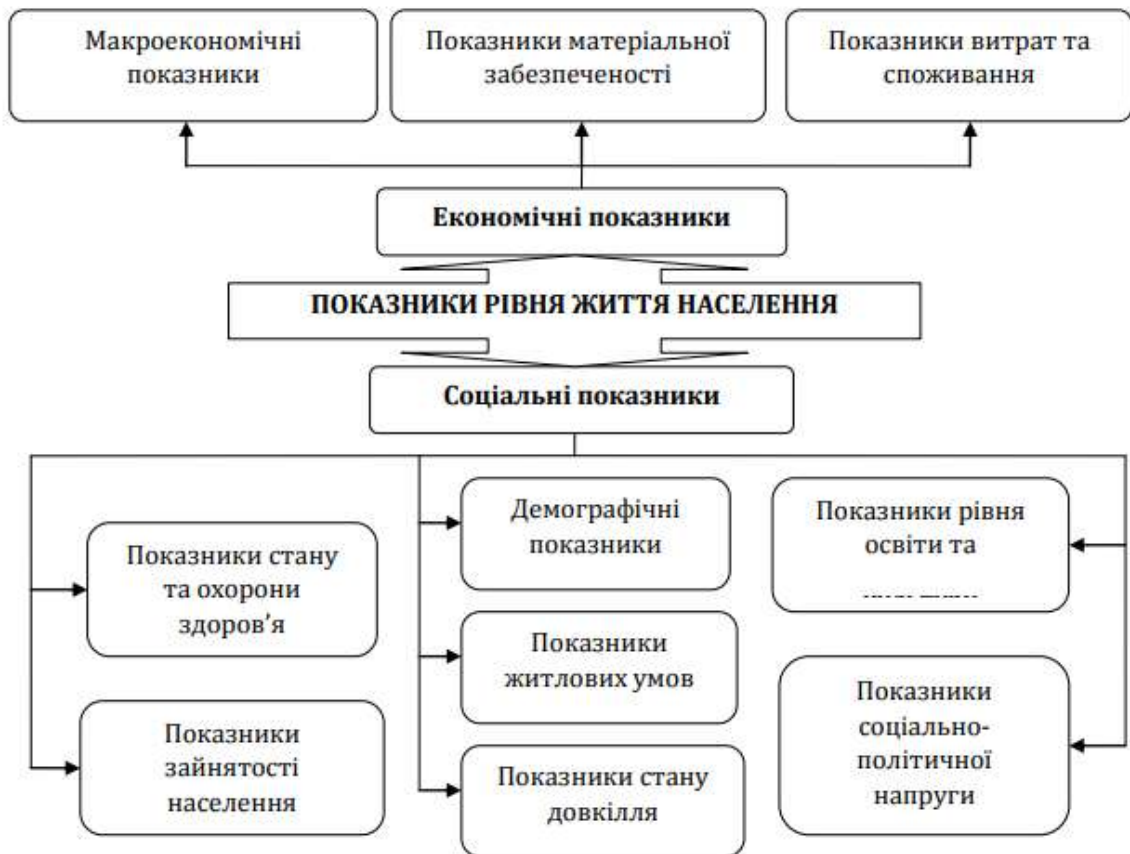 Макроекономічні
показники
Показники матеріальної
забезпеченості
Показники витрат та
споживання
Економічні показники
ПОКАЗНИКИ РІВНЯ ЖИТТЯ НАСЕЛЕННЯ
Соціальні показники
Показники стану
та охорони
здоров’я
Показники
зайнятості
населення
Демографічні
показники
Показники
житлових умов
Показники стану
довкілля
Показники рівня
освіти та
Показники
соціально-
політичної
напруги